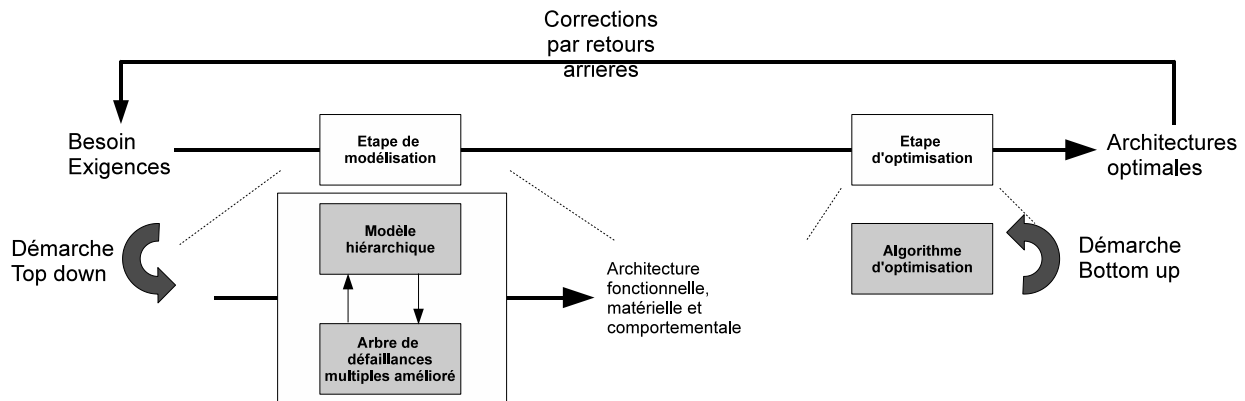 Corrections
par retours
arrières
Besoin
Exigences
Etape de
modélisation
Etape
d'optimisation
Architectures
optimales
Démarche
Top down
Modèle
hiérarchique
Arbre de
défaillances
multiples amélioré
Architecture
fonctionnelle,
matérielle et
comportementale
Algorithme
d'optimisation
Démarche
Bottom up